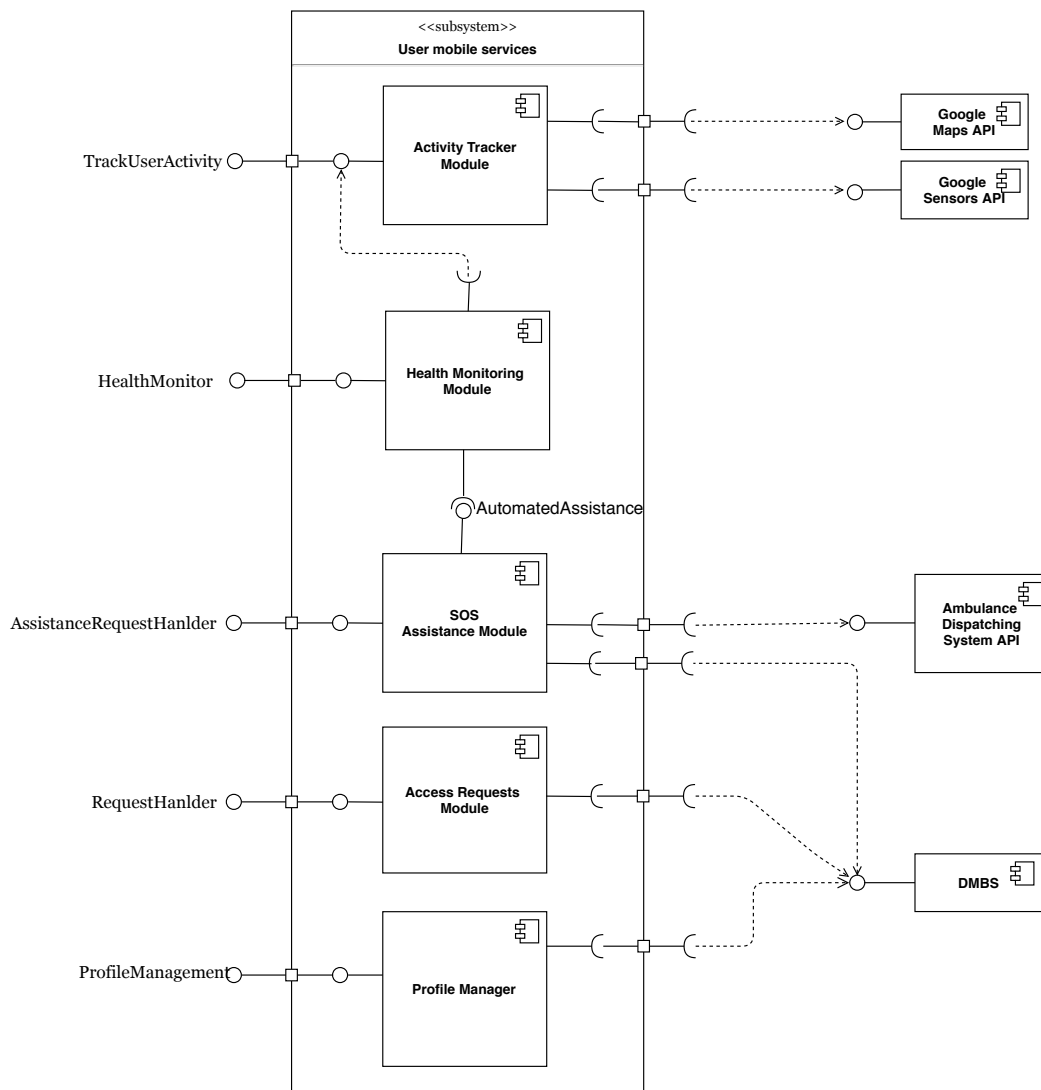 <<subsystem>>
User mobile services
Google
Maps API
Activity Tracker
Module
TrackUserActivity
Google
Sensors API
HealthMonitor
Health Monitoring
Module
AutomatedAssistance
SOS
Assistance Module
AssistanceRequestHanlder
Ambulance
Dispatching
System API
RequestHanlder
Access Requests
Module
DMBS
ProfileManagement
Profile Manager